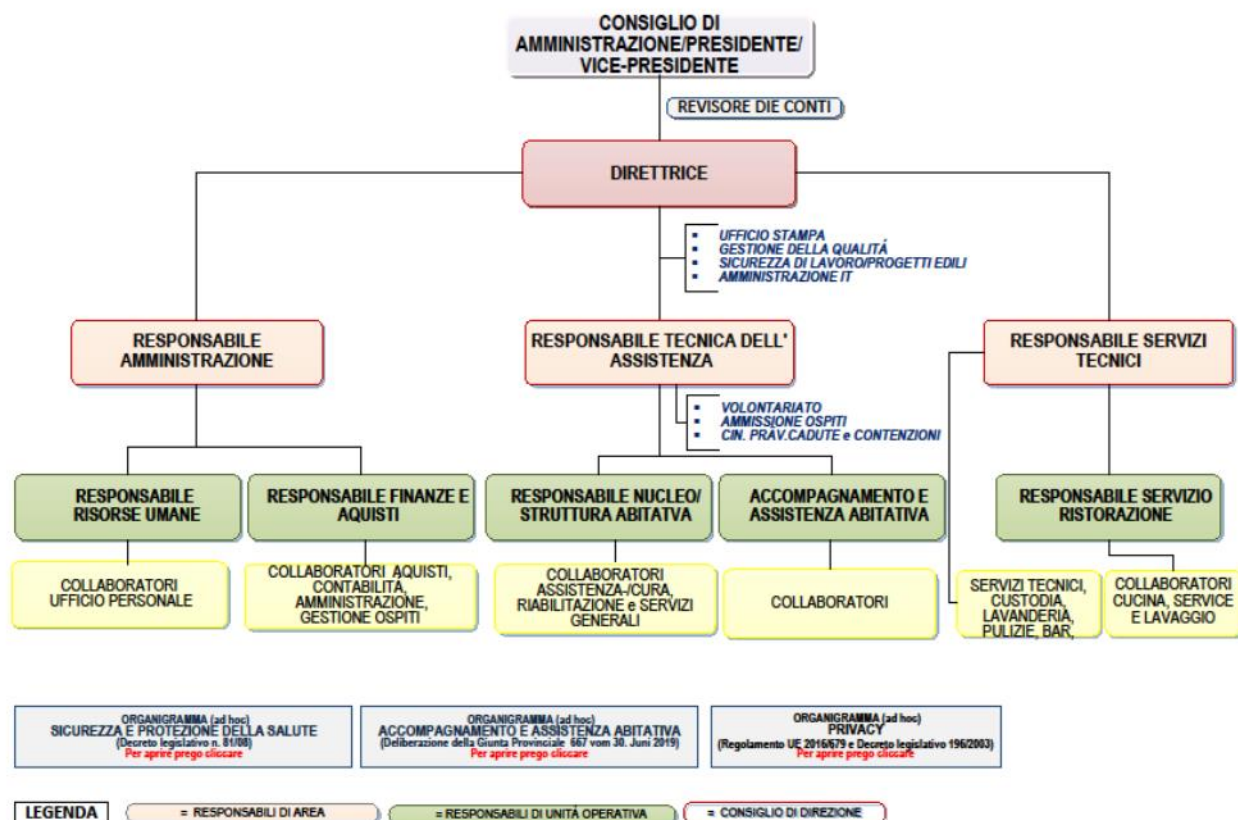 CONSIGLIO DI
AMMINISTRAZIONE/PRESIDENTE/
VICE-PRESIDENTE
REVISORE DIE CONTI
DIRETTRICE
UFFICIO STAMPA
GESTIONE DELLA QUALITÀ
SICUREZZA DI LAVORO/PROGETTI EDILI
AMMINISTRAZIONE IT
RESPONSABILE
AMMINISTRAZIONE
RESPONSABILE TECNICA DELL'
ASSISTENZA
RESPONSABILE SERVIZI
TECNICI
VOLONTARIATO
AMMISSIONE OSPITI
CIN. PRÄV.CADUTE e CONTENZIONI
RESPONSABILE
RISORSE UMANE
RESPONSABILE FINANZE E
AQUISTI
RESPONSABILE NUCLEO/
STRUTTURA ABITATVA
ACCOMPAGNAMENTO E
ASSISTENZA ABITATIVA
RESPONSABILE SERVIZIO
RISTORAZIONE
COLLABORATORI
UFFICIO PERSONALE
COLLABORATORI AQUISTI,
CONTABILITÁ,
AMMINISTRAZIONE,
GESTIONE OSPITI
COLLABORATORI
ASSISTENZA-/CURA,
RIABILITAZIONE e SERVIZI
GENERALI
COLLABORATORI
SERVIZI TECNICI,
CUSTODIA,
LAVANDERIA,
PULIZIE, BAR,
COLLABORATORI
CUCINA, SERVICE
E LAVAGGIO
ORGANIGRAMMA (ad hoc)
SICUREZZA E PROTEZIONE DELLA SALUTE
(Decreto legislativo n. 81/08)
Per aprire prego cliccare
ORGANIGRAMMA (ad hoc)
ACCOMPAGNAMENTO E ASSISTENZA ABITATIVA
(Deliberazione della Giunta Provinciale 667 vom 30. Juni 2019)
Per aprire prego cliccare
ORGANIGRAMMA (ad hoc)
PRIVACY
(Regolamento UE 2016/679 e Decreto legislativo 196/2003)
Per aprire prego cliccare
LEGENDA
= RESPONSABILI DI AREA
= RESPONSABILI DI UNITÁ OPERATIVA
= CONSIGLIO DI DIREZIONE